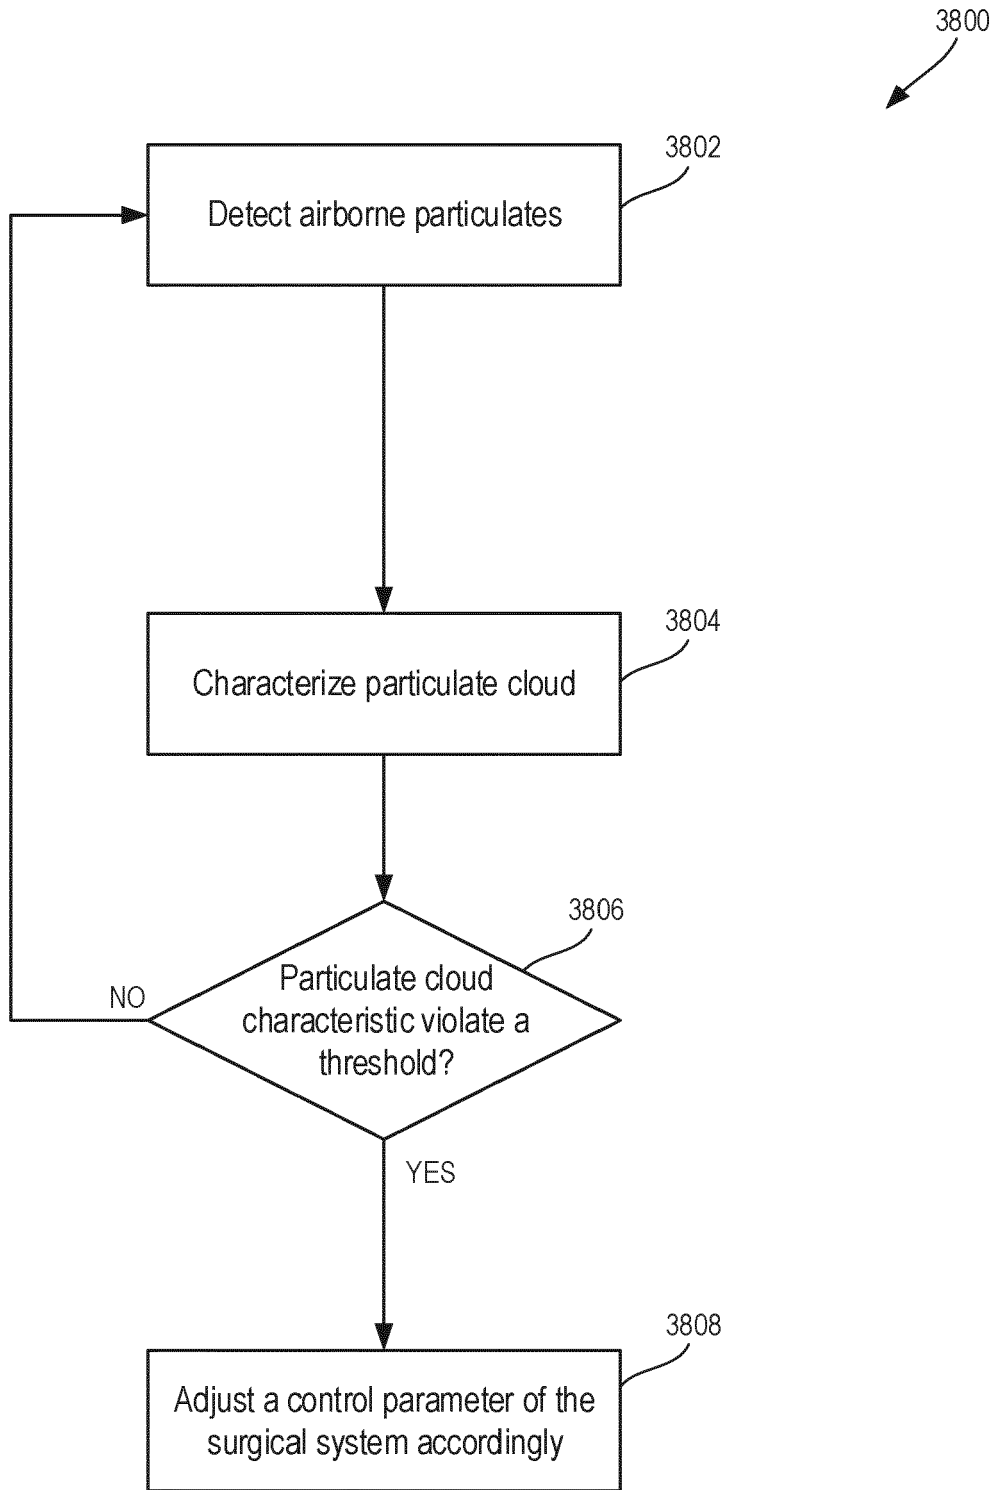 3800
3802
Detect airborne particulates
3804
Characterize particulate cloud
3806
Particulate cloud
characteristic violate a
threshold?
NO
YES
3808
Adjust a control parameter of the
surgical system accordingly